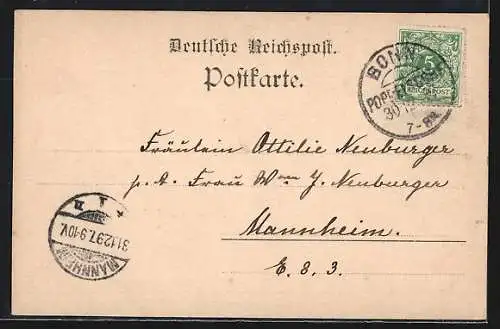 Deutsche Reichspost.
Postkarte.
BONN
POPPELSDORF
30 12
7-8N
5
REICHSPOST
Fräulein Ottilie Neuburger
p. A. Frau Wwe J. Neuburger
Mannheim.
E. 8. 3.
MANNHEIM
31.12.97.9-10V.